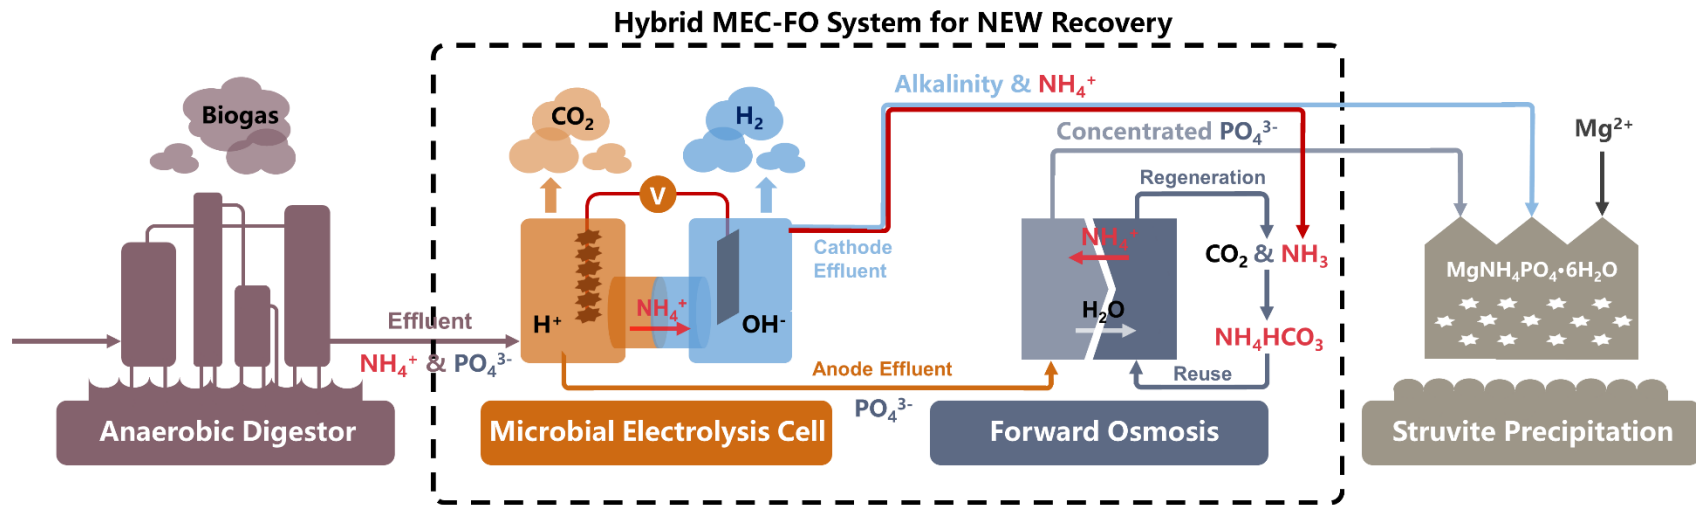 Hybrid MEC-FO System for NEW Recovery
Biogas
CO₂
H₂
Alkalinity & NH₄⁺
Concentrated PO₄³⁻
Mg²⁺
V
Regeneration
Cathode
Effluent
NH₄⁺
CO₂ & NH₃
MgNH₄PO₄•6H₂O
Effluent
NH₄⁺ & PO₄³⁻
H⁺
NH₄⁺
OH⁻
H₂O
NH₄HCO₃
Anode Effluent
PO₄³⁻
Reuse
Anaerobic Digestor
Microbial Electrolysis Cell
Forward Osmosis
Struvite Precipitation